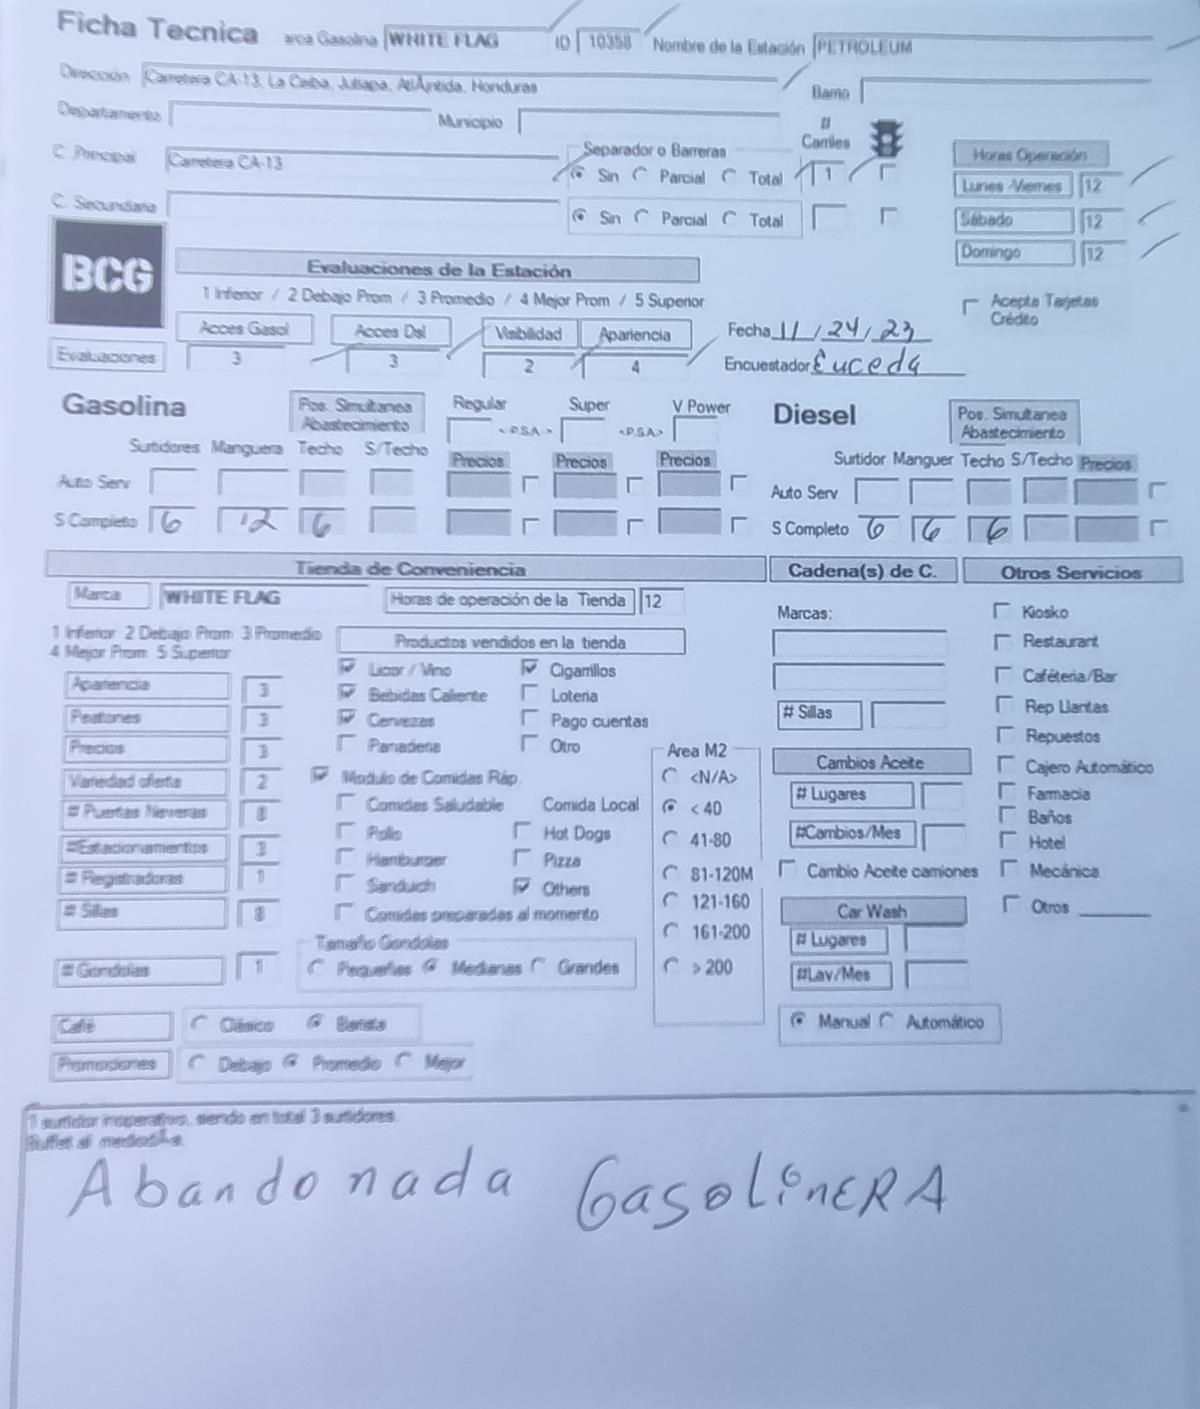 Ficha Tecnica arca Gasolina WHITE FLAG ID 10358 Nombre de la Estación PETROLEUM
Dirección Carretera CA-13, La Ceiba, Jutiapa, AtlÃntida, Honduras Barrio
Departamento Municipio # Carriles
C. Principal Carretera CA-13 Separador o Barreras Sin Parcial Total 1 Horas Operación
Lunes -Viernes 12
C. Secundaria Sin Parcial Total Sábado 12
Domingo 12
BCG
Evaluaciones de la Estación
1 Inferior / 2 Debajo Prom / 3 Promedio / 4 Mejor Prom / 5 Superior
Acepta Tarjetas Crédito
Acces Gasol Acces Dsl Visibilidad Apariencia Fecha 11/24/23
Evaluaciones 3 3 2 4 Encuestador Euceda
Gasolina Pos. Simultanea Abastecimiento Regular Super V Power Diesel Pos. Simultanea Abastecimiento
<-P.S.A-> <P.S.A>
Surtidores Manguera Techo S/Techo Precios Precios Precios Surtidor Manguer Techo S/Techo Precios
Auto Serv Auto Serv
S Completo 6 12 6 S Completo 6 6 6
Tienda de Conveniencia Cadena(s) de C. Otros Servicios
Marca WHITE FLAG Horas de operación de la Tienda 12 Marcas: Kiosko
1 Inferior 2 Debajo Prom 3 Promedio Productos vendidos en la tienda Restaurant
4 Mejor Prom 5 Superior
Apariencia 3 Licor / Vino Cigarrillos Caféteria/Bar
Peatones 3 Bebidas Caliente Loteria # Sillas Rep Llantas
Precios 3 Cervezas Pago cuentas Repuestos
Panaderia Otro Area M2
Variedad oferta 2 Modulo de Comidas Ráp. <N/A> Cambios Aceite Cajero Automático
# Puertas Neveras 8 Comidas Saludable Comida Local < 40 # Lugares Farmacia
Baños
#Estacionamientos 3 Pollo Hot Dogs 41-80 #Cambios/Mes Hotel
# Registradoras 1 Hamburger Pizza 81-120M Cambio Aceite camiones Mecánica
# Sillas 8 Sanduich Others 121-160 Car Wash Otros
Comidas preparadas al momento 161-200 # Lugares
Tamaño Gondolas
# Gondolas 1 Pequeñas Medianas Grandes > 200 #Lav/Mes
Café Clásico Barista Manual Automático
Promociones Debajo Promedio Mejor
1 surtidor inoperativo, siendo en total 3 surtidores.
Buffet al
Abandonada GasoLinERA